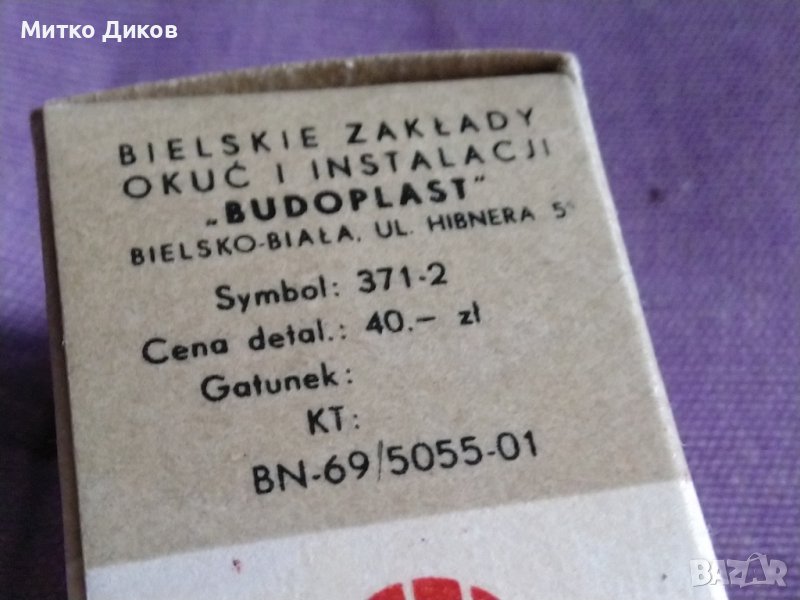 Митко Диков
BIELSKIE ZAKŁADY
OKUĆ I INSTALACJI
„BUDOPLAST"
BIELSKO-BIAŁA, UL. HIBNERA
Symbol: 371-2
Cena detal.: 40.– zł
Gatunek:
KT:
BN-69/5055-01
BAZAR